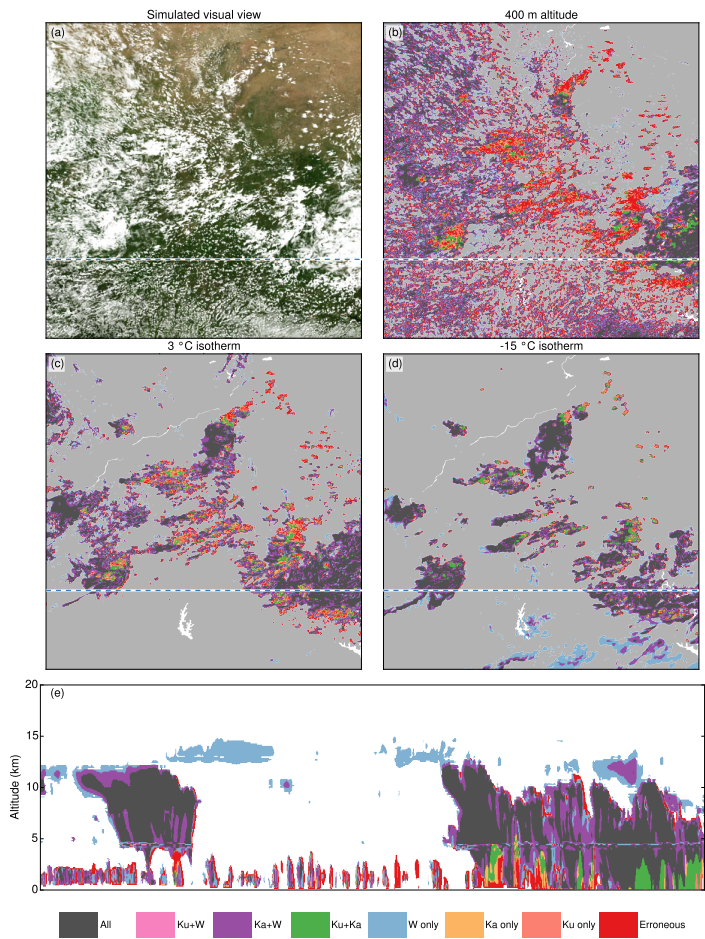 Simulated visual view
400 m altitude
(a)
(b)
3 °C isotherm
-15 °C isotherm
(c)
(d)
(e)
20
15
10
5
0
Altitude (km)
All
Ku+W
Ka+W
Ku+Ka
W only
Ka only
Ku only
Erroneous